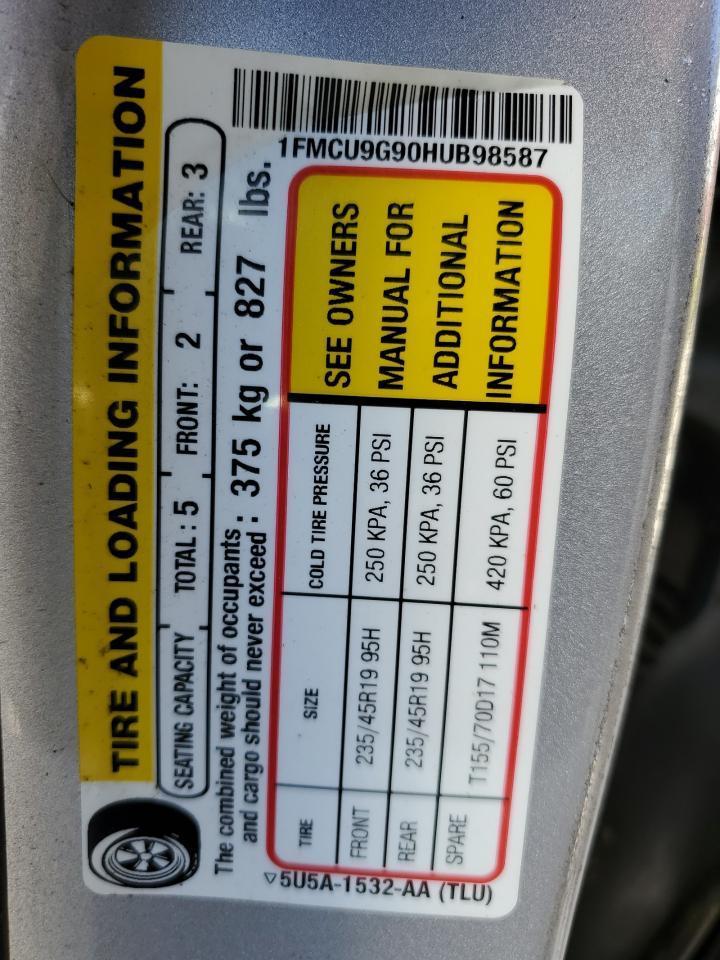 TIRE AND LOADING INFORMATION
SEATING CAPACITY TOTAL : 5 FRONT: 2 REAR: 3
The combined weight of occupants
and cargo should never exceed : 375 kg or 827 lbs.
1FMCU9G90HUB98587
TIRE SIZE COLD TIRE PRESSURE
FRONT 235/45R19 95H 250 KPA, 36 PSI
REAR 235/45R19 95H 250 KPA, 36 PSI
SPARE T155/70D17 110M 420 KPA, 60 PSI
SEE OWNERS
MANUAL FOR
ADDITIONAL
INFORMATION
▽5U5A-1532-AA (TLU)